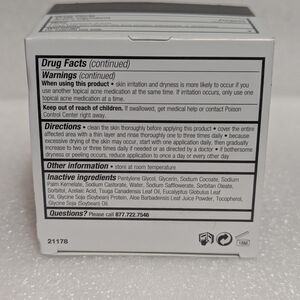 Drug Facts (continued)
Warnings (continued)
When using this product • skin irritation and dryness is more likely to occur if you
use another topical acne medication at the same time. If irritation occurs, only use one
topical acne medication at a time.
Keep out of reach of children. If swallowed, get medical help or contact Poison
Control Center right away.
Directions • clean the skin thoroughly before applying this product • cover the entire
affected area with a thin layer and rinse thoroughly one to three times daily • because
excessive drying of the skin may occur, start with one application daily, then gradually
increase to two or three times daily if needed or as directed by a doctor • if bothersome
dryness or peeling occurs, reduce application to once a day or every other day
Other information • store at room temperature
Inactive ingredients Pentylene Glycol, Glycerin, Sodium Cocoate, Sodium
Palm Kernelate, Sodium Castorate, Water, Sodium Safflowerate, Sorbitan Oleate,
Sorbitol, Acetic Acid, Tsuga Canadensis Leaf Oil, Eucalyptus Globulus Leaf
Oil, Glycine Soja (Soybean) Protein, Aloe Barbadensis Leaf Juice Powder, Tocopherol,
Glycine Soja (Soybean) Oil.
Questions? Please call 877.722.7546
21178
18M